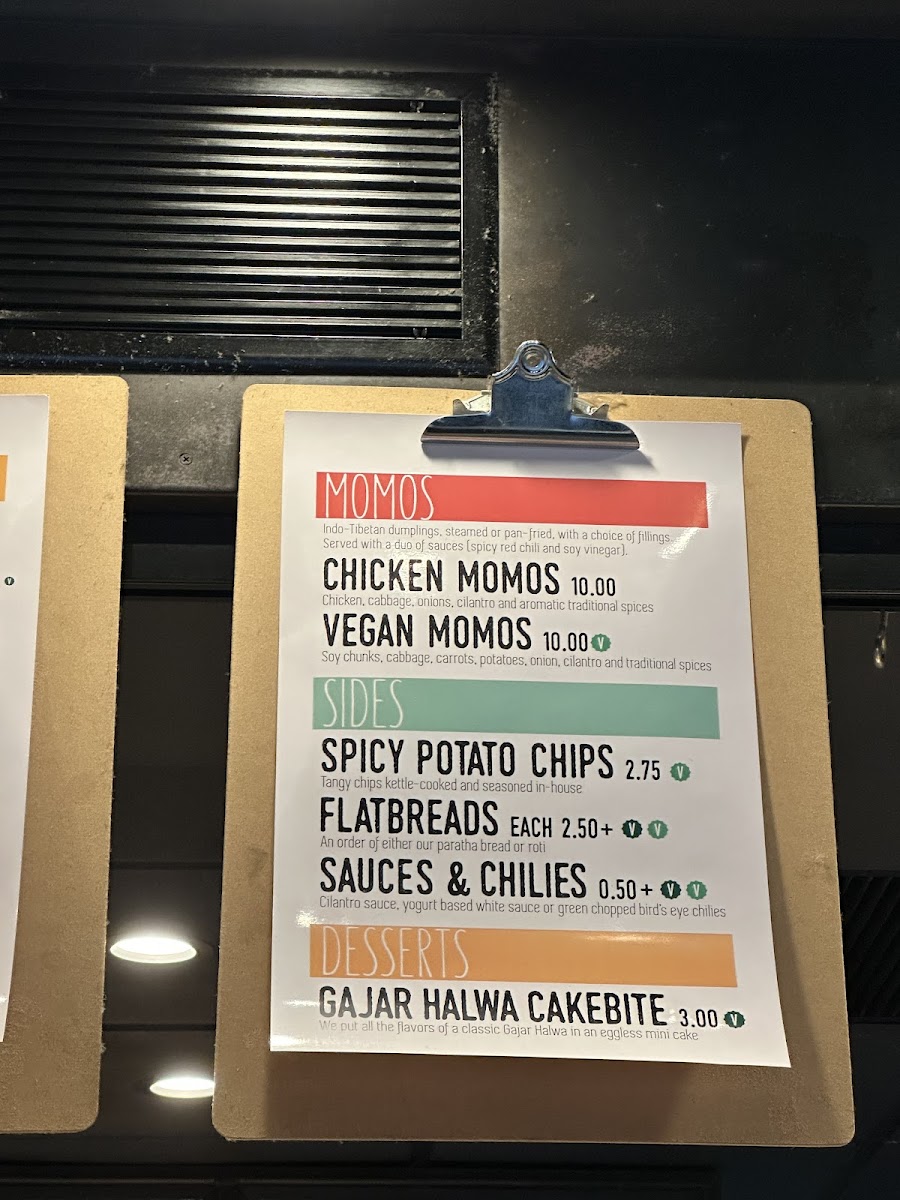 MOMOS
Indo-Tibetan dumplings, steamed or pan-fried, with a choice of fillings.
Served with a duo of sauces (spicy red chili and soy vinegar).
CHICKEN MOMOS 10.00
Chicken, cabbage, onions, cilantro and aromatic traditional spices
VEGAN MOMOS 10.00 V
Soy chunks, cabbage, carrots, potatoes, onion, cilantro and traditional spices
SIDES
SPICY POTATO CHIPS 2.75 V
Tangy chips kettle-cooked and seasoned in-house
FLATBREADS EACH 2.50+ V V
An order of either our paratha bread or roti
SAUCES & CHILIES 0.50+ V V
Cilantro sauce, yogurt based white sauce or green chopped bird's eye chilies
DESSERTS
GAJAR HALWA CAKEBITE 3.00 V
We put all the flavors of a classic Gajar Halwa in an eggless mini cake
V